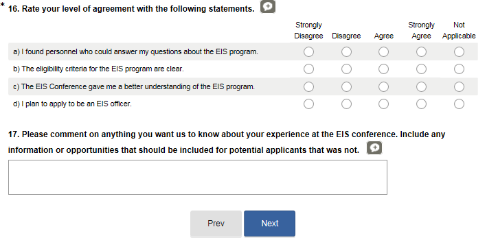 * 16. Rate your level of agreement with the following statements.
Strongly Disagree Disagree Agree Strongly Agree Not Applicable
a) I found personnel who could answer my questions about the EIS program.
b) The eligibility criteria for the EIS program are clear.
c) The EIS Conference gave me a better understanding of the EIS program.
d) I plan to apply to be an EIS officer.
17. Please comment on anything you want us to know about your experience at the EIS conference. Include any
information or opportunities that should be included for potential applicants that was not.
Prev Next